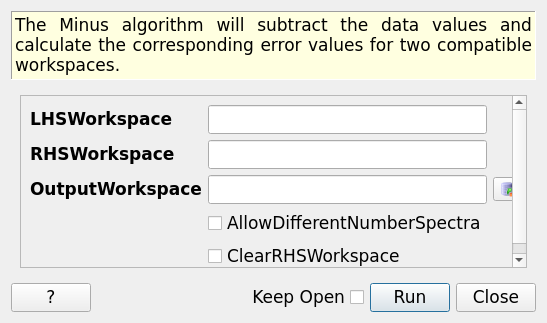 The Minus algorithm will subtract the data values and
calculate the corresponding error values for two compatible
workspaces.
LHSWorkspace
RHSWorkspace
OutputWorkspace
AllowDifferentNumberSpectra
ClearRHSWorkspace
? Keep Open Run Close